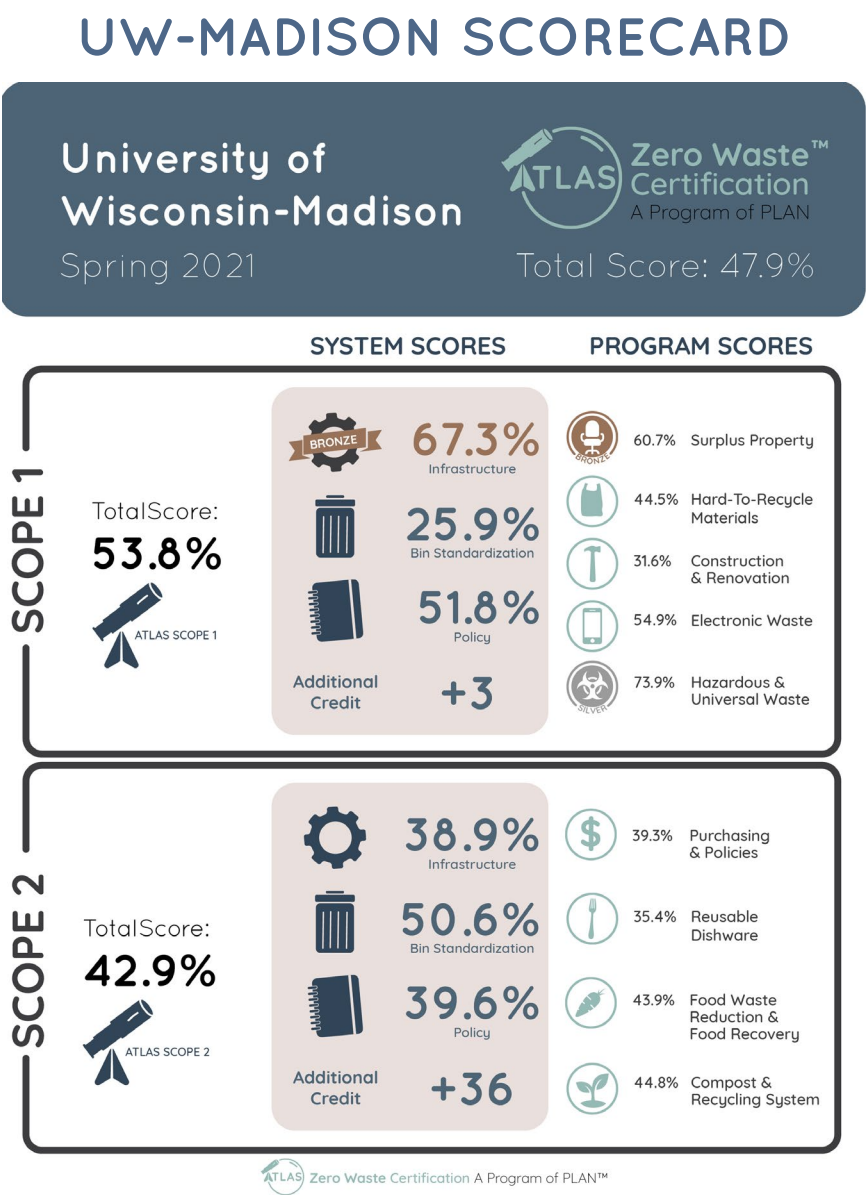 UW-MADISON SCORECARD
University of
Wisconsin-Madison
Spring 2021
ATLAS
Zero Waste™
Certification
A Program of PLAN
Total Score: 47.9%
SYSTEM SCORES
PROGRAM SCORES
SCOPE 1
TotalScore:
53.8%
ATLAS SCOPE 1
BRONZE
67.3%
Infrastructure
25.9%
Bin Standardization
51.8%
Policy
Additional
Credit
+3
BRONZE
60.7% Surplus Property
44.5% Hard-To-Recycle
Materials
31.6% Construction
& Renovation
54.9% Electronic Waste
SILVER
73.9% Hazardous &
Universal Waste
SCOPE 2
TotalScore:
42.9%
ATLAS SCOPE 2
38.9%
Infrastructure
50.6%
Bin Standardization
39.6%
Policy
Additional
Credit
+36
$
39.3% Purchasing
& Policies
35.4% Reusable
Dishware
43.9% Food Waste
Reduction &
Food Recovery
44.8% Compost &
Recycling System
ATLAS Zero Waste Certification A Program of PLAN™